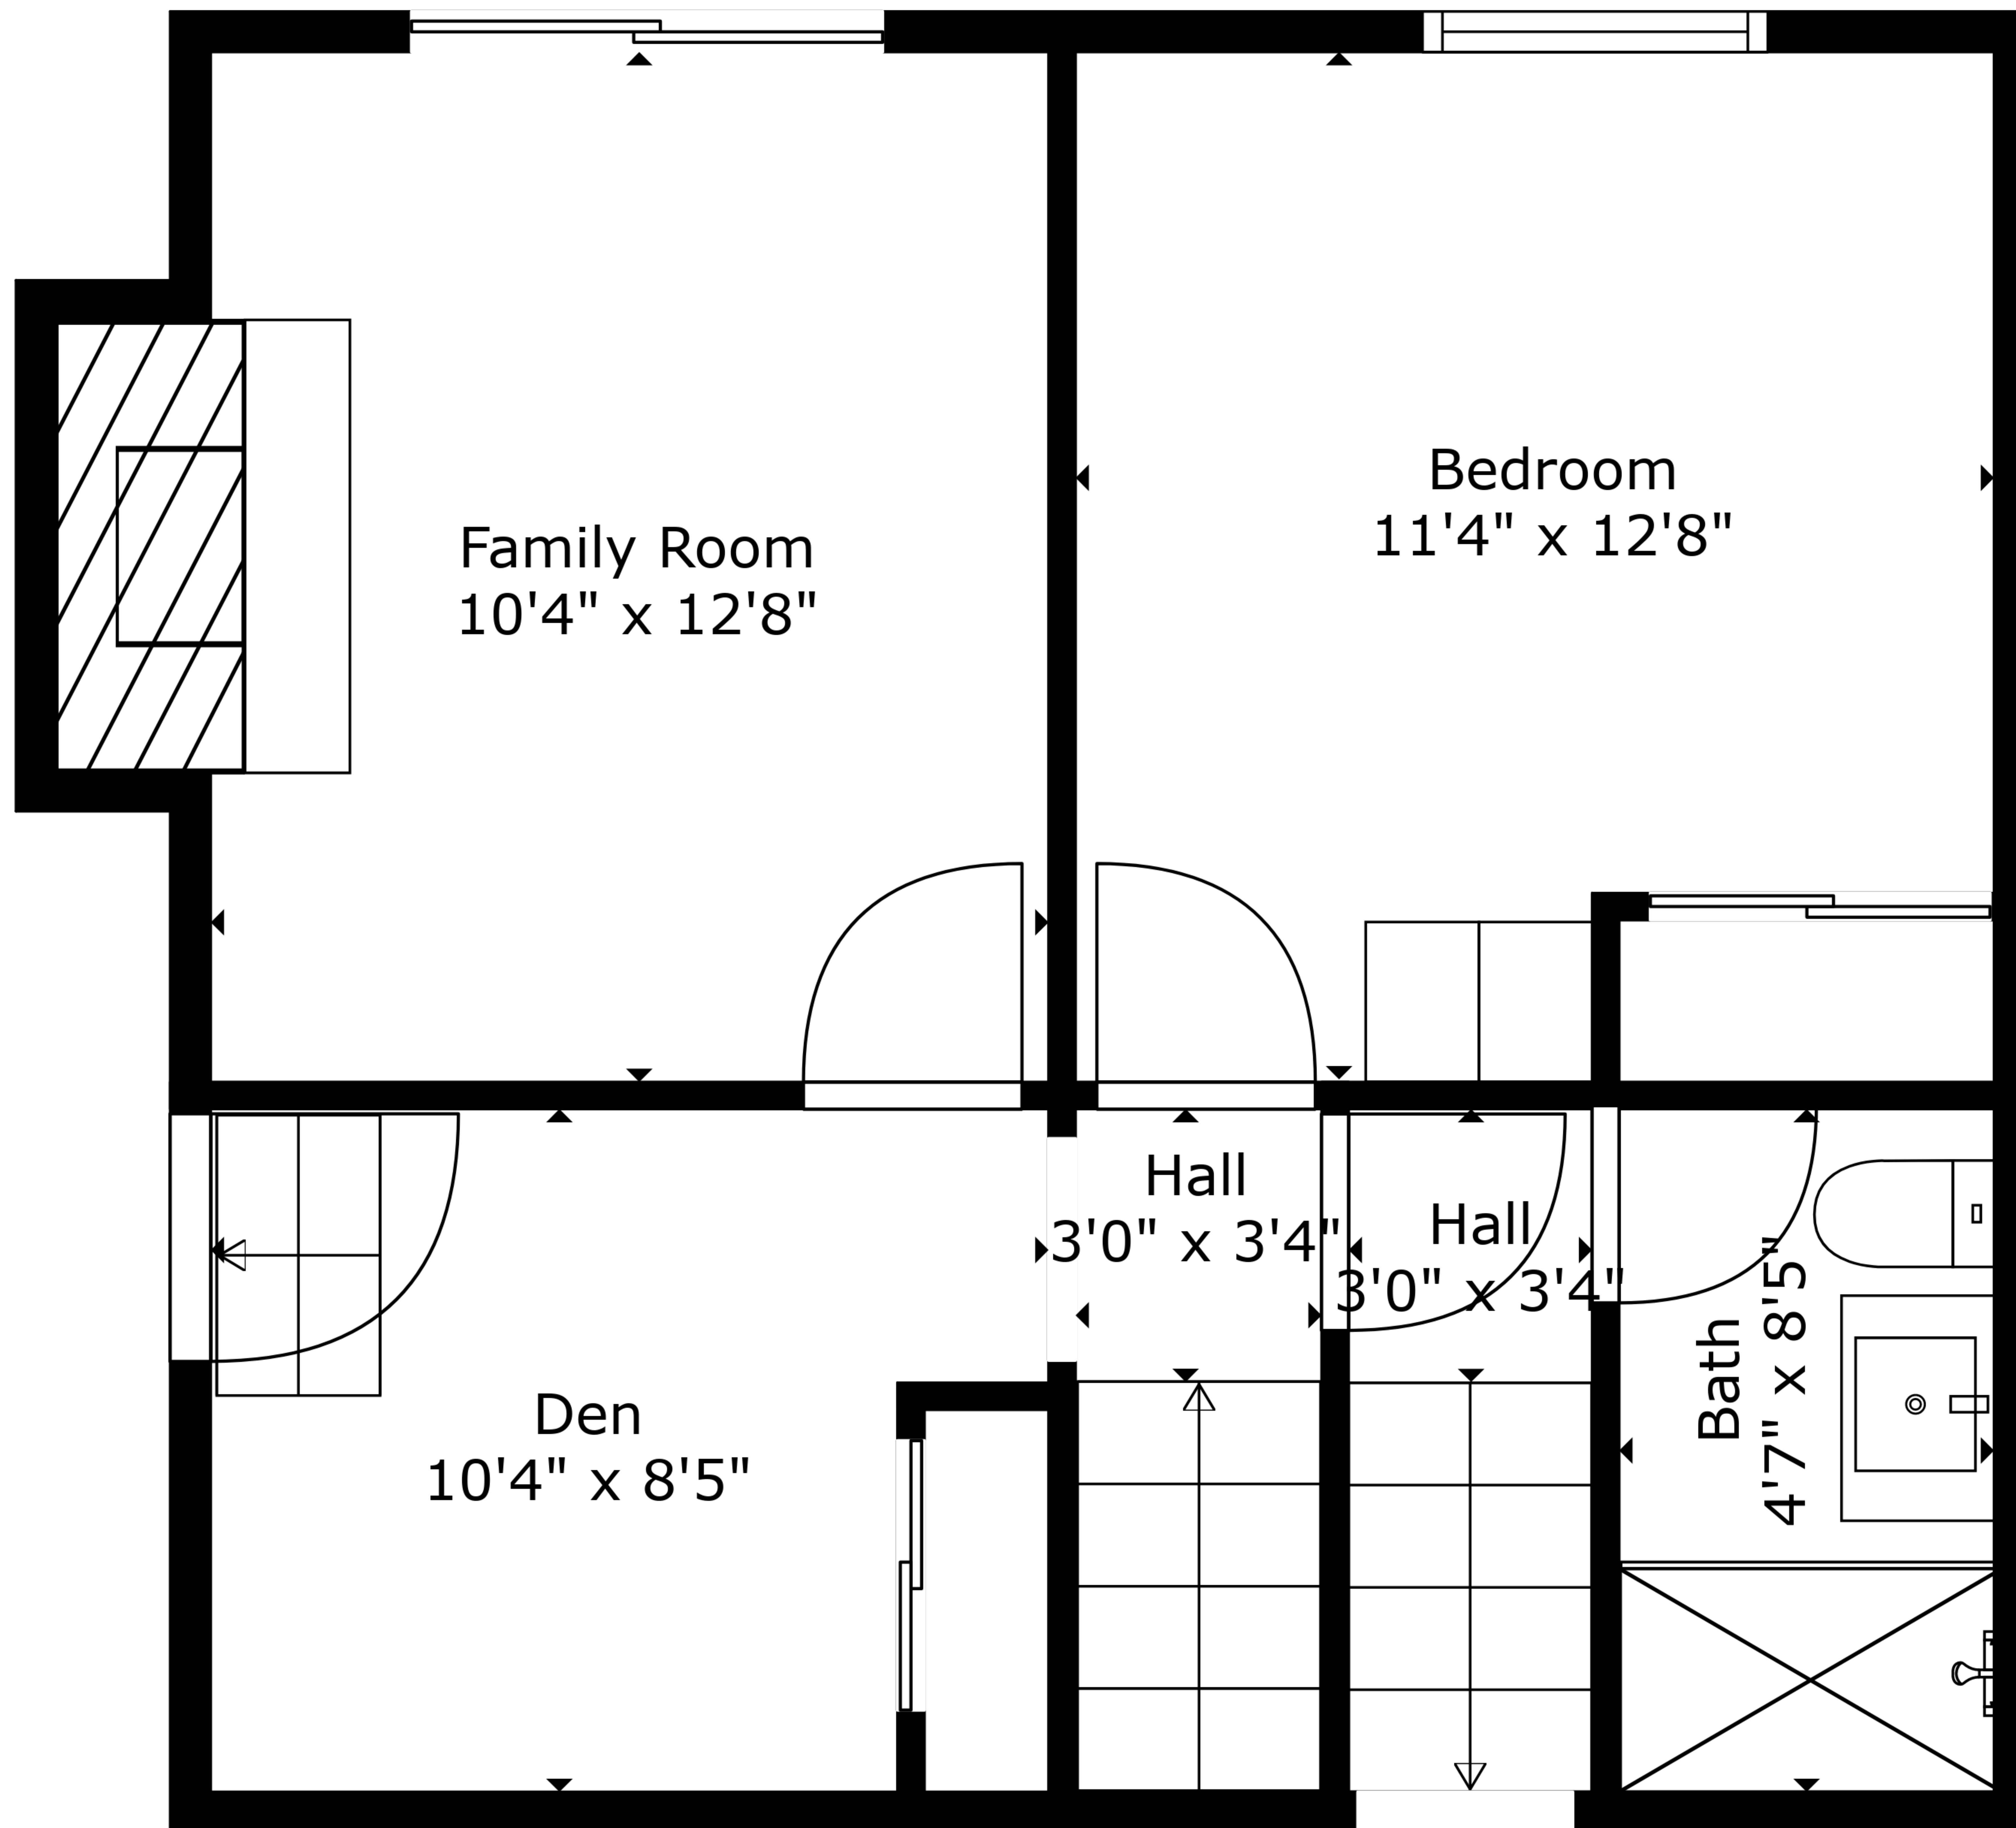 Family Room
10'4" x 12'8"
Bedroom
11'4" x 12'8"
Hall
3'0" x 3'4"
Hall
3'0" x 3'4"
Den
10'4" x 8'5"
Bath
4'7" x 8'5"